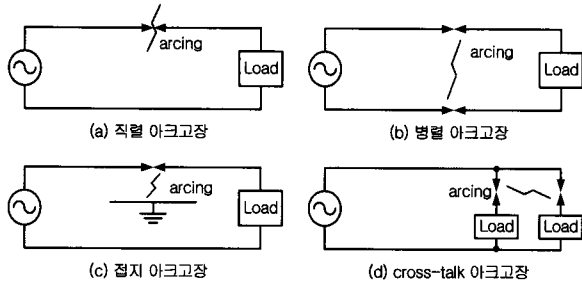 arcing
Load
(a) 직렬 아크고장
arcing
Load
(b) 병렬 아크고장
arcing
Load
(c) 접지 아크고장
arcing
Load
Load
(d) cross-talk 아크고장